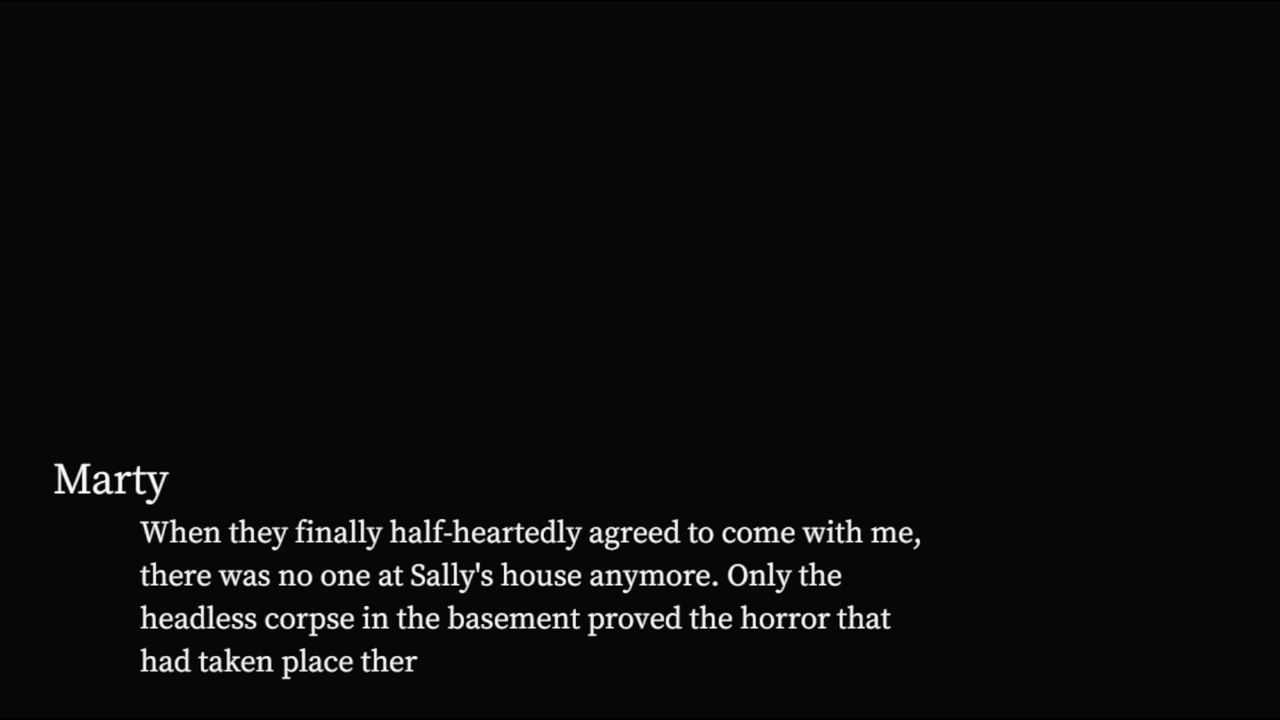 Marty
When they finally half-heartedly agreed to come with me,
there was no one at Sally's house anymore. Only the
headless corpse in the basement proved the horror that
had taken place ther